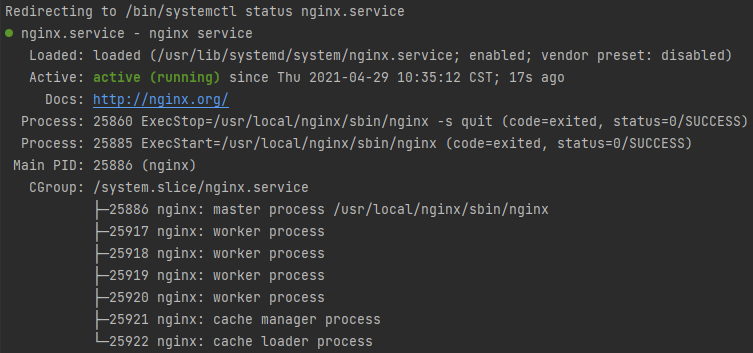 Redirecting to /bin/systemctl status nginx.service
● nginx.service - nginx service
   Loaded: loaded (/usr/lib/systemd/system/nginx.service; enabled; vendor preset: disabled)
   Active: active (running) since Thu 2021-04-29 10:35:12 CST; 17s ago
     Docs: http://nginx.org/
  Process: 25860 ExecStop=/usr/local/nginx/sbin/nginx -s quit (code=exited, status=0/SUCCESS)
  Process: 25885 ExecStart=/usr/local/nginx/sbin/nginx (code=exited, status=0/SUCCESS)
 Main PID: 25886 (nginx)
   CGroup: /system.slice/nginx.service
           ├─25886 nginx: master process /usr/local/nginx/sbin/nginx
           ├─25917 nginx: worker process
           ├─25918 nginx: worker process
           ├─25919 nginx: worker process
           ├─25920 nginx: worker process
           ├─25921 nginx: cache manager process
           └─25922 nginx: cache loader process